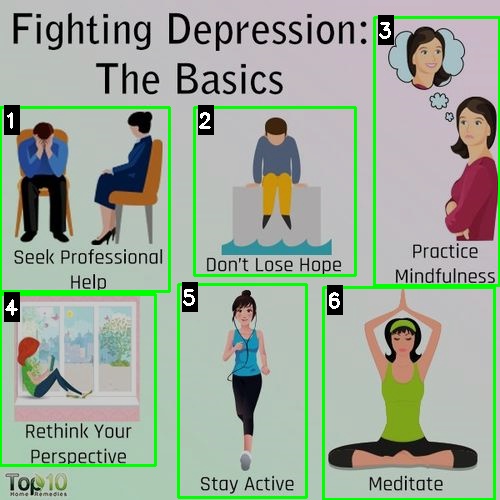 Fighting Depression:
The Basics
3
1
2
Seek Professional
Help
Don't Lose Hope
Practice
Mindfulness
4
5
6
Rethink Your
Perspective
Stay Active
Meditate
Top10
Home Remedies